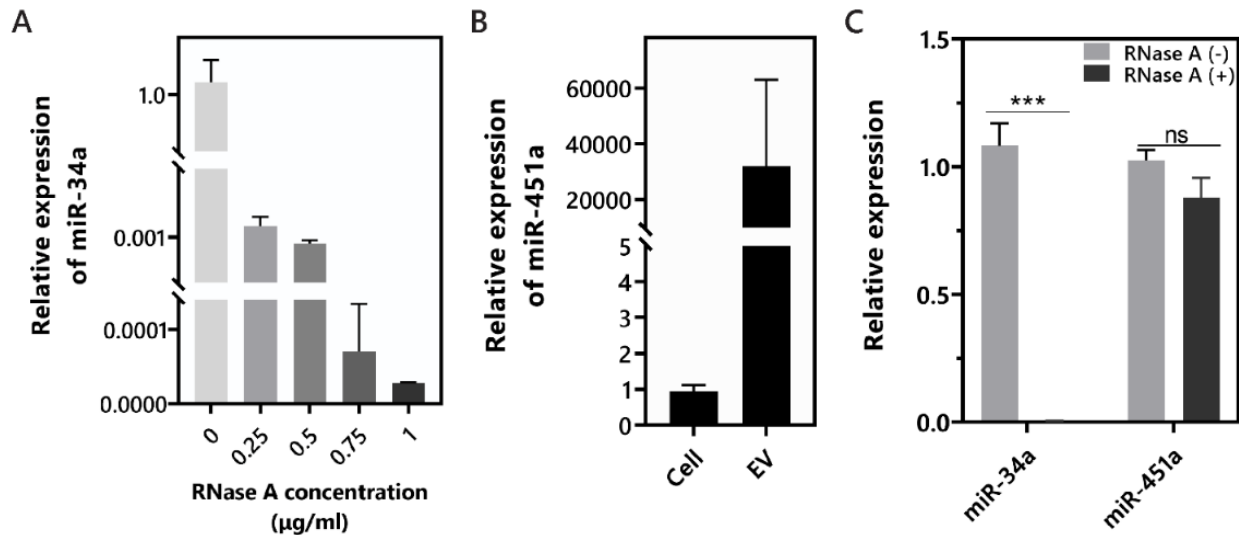 A
Relative expression
of miR-34a
1.0
0.001
0.0001
0.0000
0
0.25
0.5
0.75
1
RNase A concentration
(μg/ml)
B
Relative expression
of miR-451a
60000
40000
20000
5
4
3
2
1
0
Cell
EV
C
Relative expression
1.5
1.0
0.5
0.0
RNase A (-)
RNase A (+)
***
ns
miR-34a
miR-451a